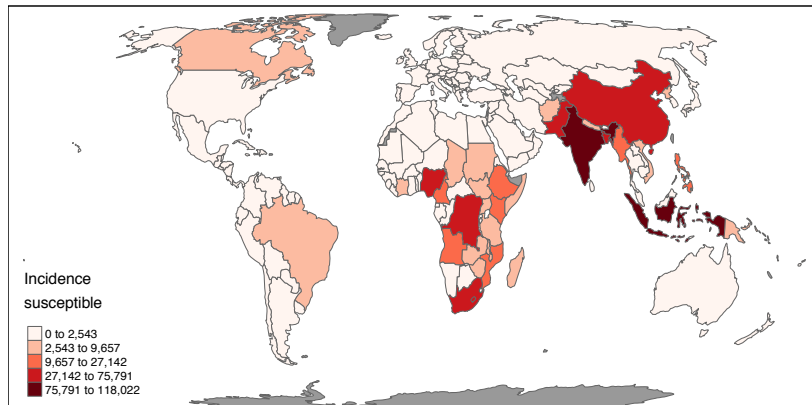 Incidence
susceptible
0 to 2,543
2,543 to 9,657
9,657 to 27,142
27,142 to 75,791
75,791 to 118,022